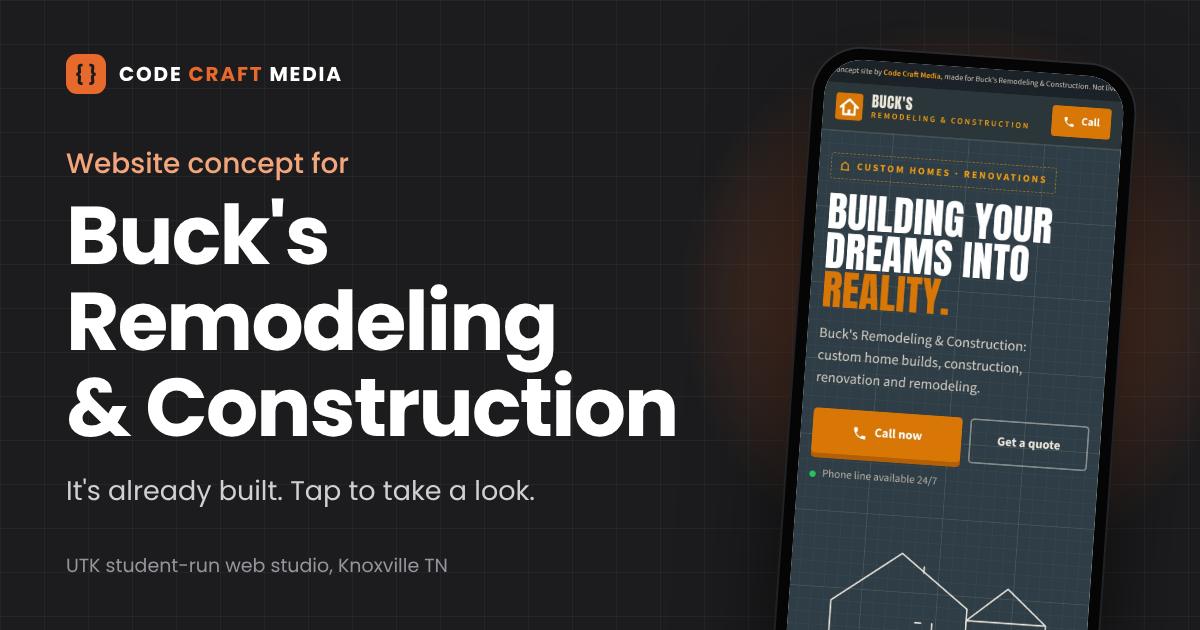 { } CODE CRAFT MEDIA
Website concept for
Buck's
Remodeling
& Construction
It's already built. Tap to take a look.
UTK student-run web studio, Knoxville TN
concept site by Code Craft Media, made for Buck's Remodeling & Construction. Not
BUCK'S
REMODELING & CONSTRUCTION
Call
CUSTOM HOMES · RENOVATIONS
BUILDING YOUR
DREAMS INTO
REALITY.
Buck's Remodeling & Construction:
custom home builds, construction,
renovation and remodeling.
Call now
Get a quote
Phone line available 24/7